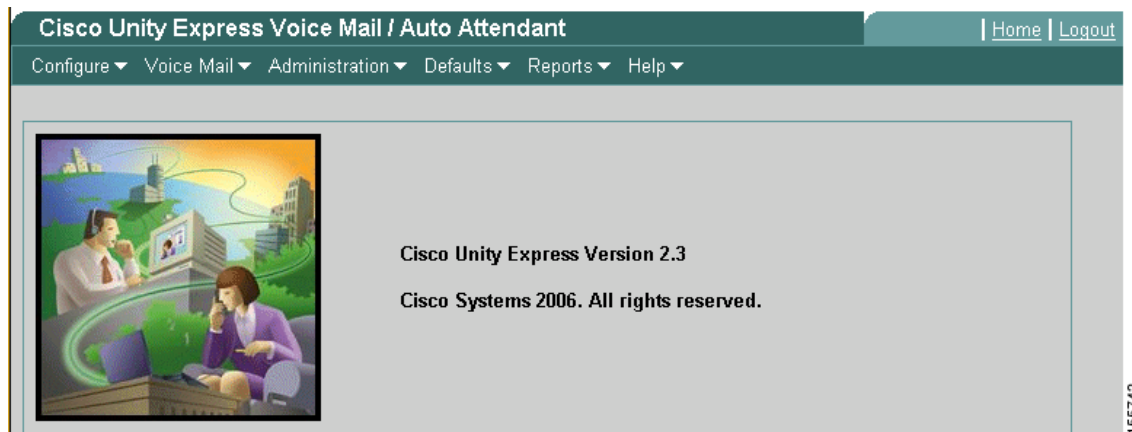 Cisco Unity Express Voice Mail / Auto Attendant
Home Logout
Configure Voice Mail Administration Defaults Reports Help
Cisco Unity Express Version 2.3
Cisco Systems 2006. All rights reserved.